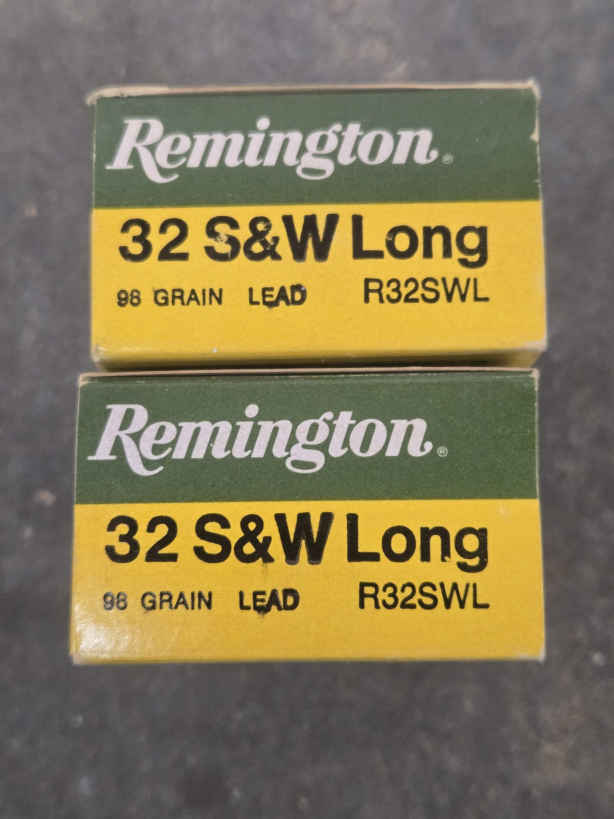 Remington®
32 S&W Long
98 GRAIN LEAD R32SWL
Remington®
32 S&W Long
98 GRAIN LEAD R32SWL